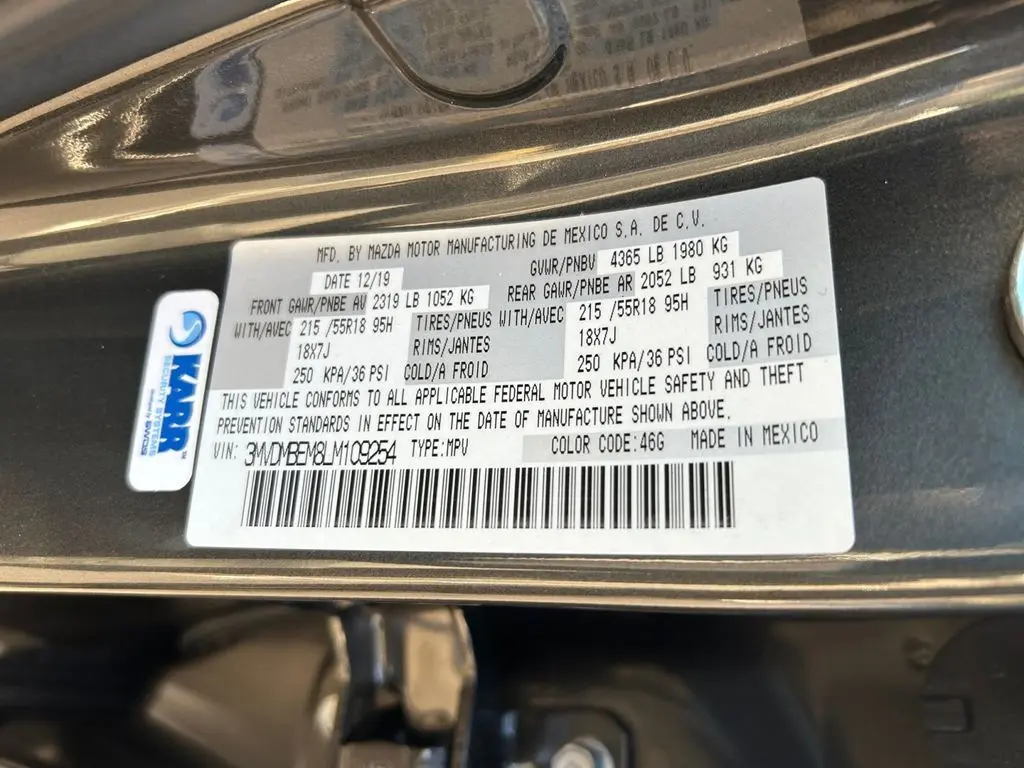 MFD. BY MAZDA MOTOR MANUFACTURING DE MEXICO S.A. DE C.V.
DATE 12/19 GVWR/PNBV 4365 LB 1980 KG
FRONT GAWR/PNBE AV 2319 LB 1052 KG REAR GAWR/PNBE AR 2052 LB 931 KG
WITH/AVEC 215 /55R18 95H TIRES/PNEUS WITH/AVEC 215 /55R18 95H TIRES/PNEUS
18X7J RIMS/JANTES 18X7J RIMS/JANTES
250 KPA/36 PSI COLD/A FROID 250 KPA/36 PSI COLD/A FROID
THIS VEHICLE CONFORMS TO ALL APPLICABLE FEDERAL MOTOR VEHICLE SAFETY AND THEFT
PREVENTION STANDARDS IN EFFECT ON THE DATE OF MANUFACTURE SHOWN ABOVE.
VIN: 3MVDMBEM8LM109254 TYPE:MPV COLOR CODE:46G MADE IN MEXICO
KARR™
SECURITY SYSTEMS